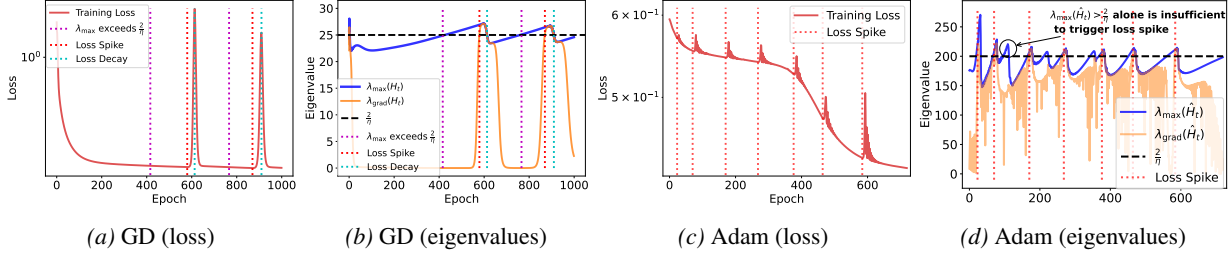 10⁰
Loss
0 200 400 600 800 1000
Epoch
Training Loss
λmax exceeds 2/η
Loss Spike
Loss Decay
(a) GD (loss)
30
25
20
15
10
5
0
Eigenvalue
0 200 400 600 800 1000
Epoch
λmax(Hₜ)
λgrad(Hₜ)
2/η
λmax exceeds 2/η
Loss Spike
Loss Decay
(b) GD (eigenvalues)
6 × 10⁻¹
5 × 10⁻¹
Loss
0 200 400 600
Epoch
Training Loss
Loss Spike
(c) Adam (loss)
250
200
150
100
50
0
Eigenvalue
0 100 200 300 400 500 600
Epoch
λmax(Ĥₜ) > 2/η alone is insufficient
to trigger loss spike
λmax(Ĥₜ)
λgrad(Ĥₜ)
2/η
Loss Spike
(d) Adam (eigenvalues)